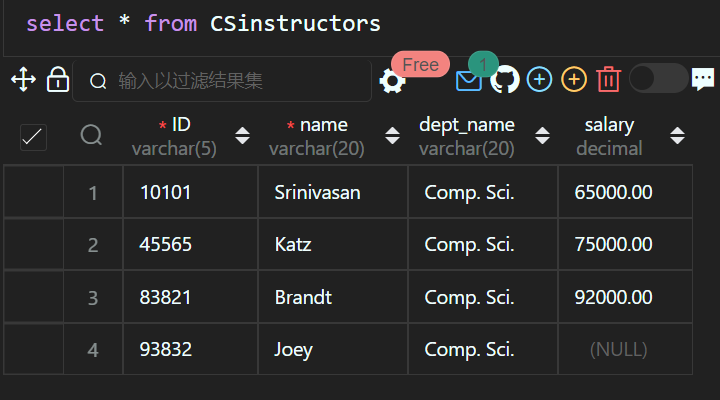 select * from CSinstructors
输入以过滤结果集 Free 1
* ID * name dept_name salary
varchar(5) varchar(20) varchar(20) decimal
1 10101 Srinivasan Comp. Sci. 65000.00
2 45565 Katz Comp. Sci. 75000.00
3 83821 Brandt Comp. Sci. 92000.00
4 93832 Joey Comp. Sci. (NULL)